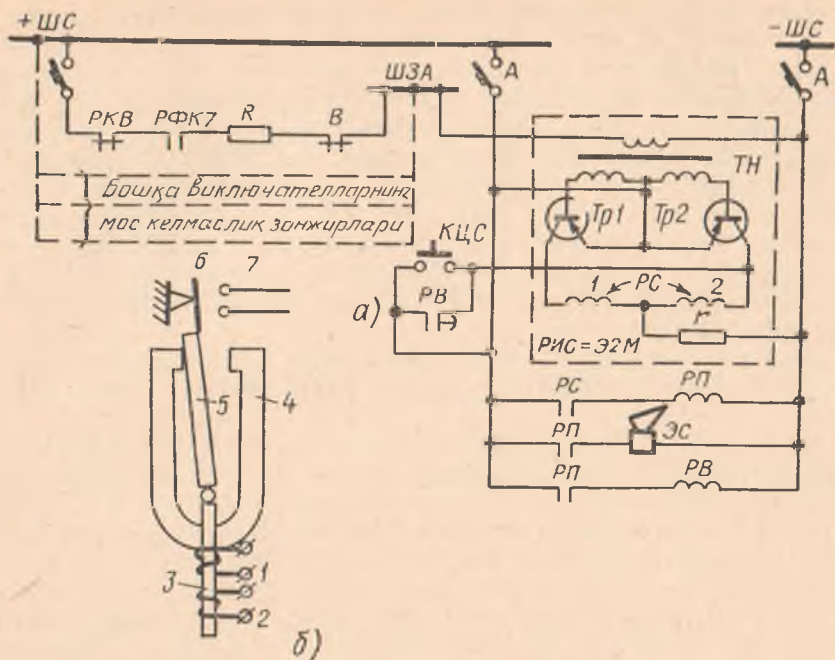 +ШС
-ШС
А
А
ШЗА
РКВ
РФК7
R
В
Бошқа виключателларнинг
мос келмаслик занжирлари
ТН
Тр1
Тр2
КЦС
РВ
а)
1
РС
2
r
РИС=Э2М
РС
РП
РП
ЭС
РП
РВ
6
7
5
4
3
1
2
б)